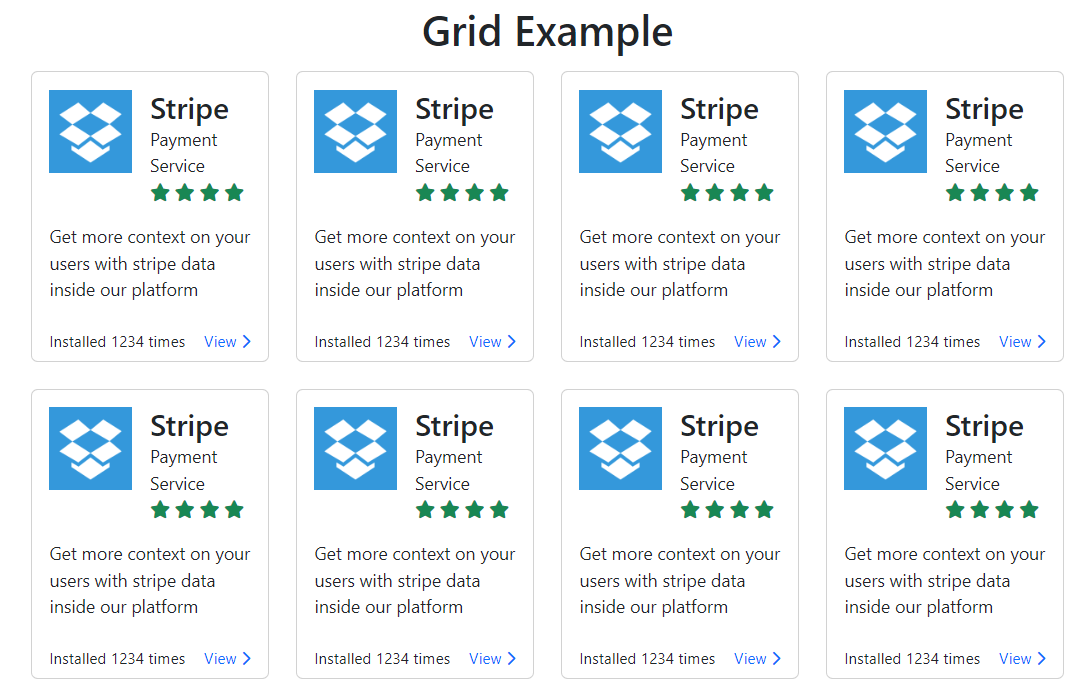 Grid Example
Stripe
Payment
Service
Get more context on your
users with stripe data
inside our platform
Installed 1234 times View
Stripe
Payment
Service
Get more context on your
users with stripe data
inside our platform
Installed 1234 times View
Stripe
Payment
Service
Get more context on your
users with stripe data
inside our platform
Installed 1234 times View
Stripe
Payment
Service
Get more context on your
users with stripe data
inside our platform
Installed 1234 times View
Stripe
Payment
Service
Get more context on your
users with stripe data
inside our platform
Installed 1234 times View
Stripe
Payment
Service
Get more context on your
users with stripe data
inside our platform
Installed 1234 times View
Stripe
Payment
Service
Get more context on your
users with stripe data
inside our platform
Installed 1234 times View
Stripe
Payment
Service
Get more context on your
users with stripe data
inside our platform
Installed 1234 times View